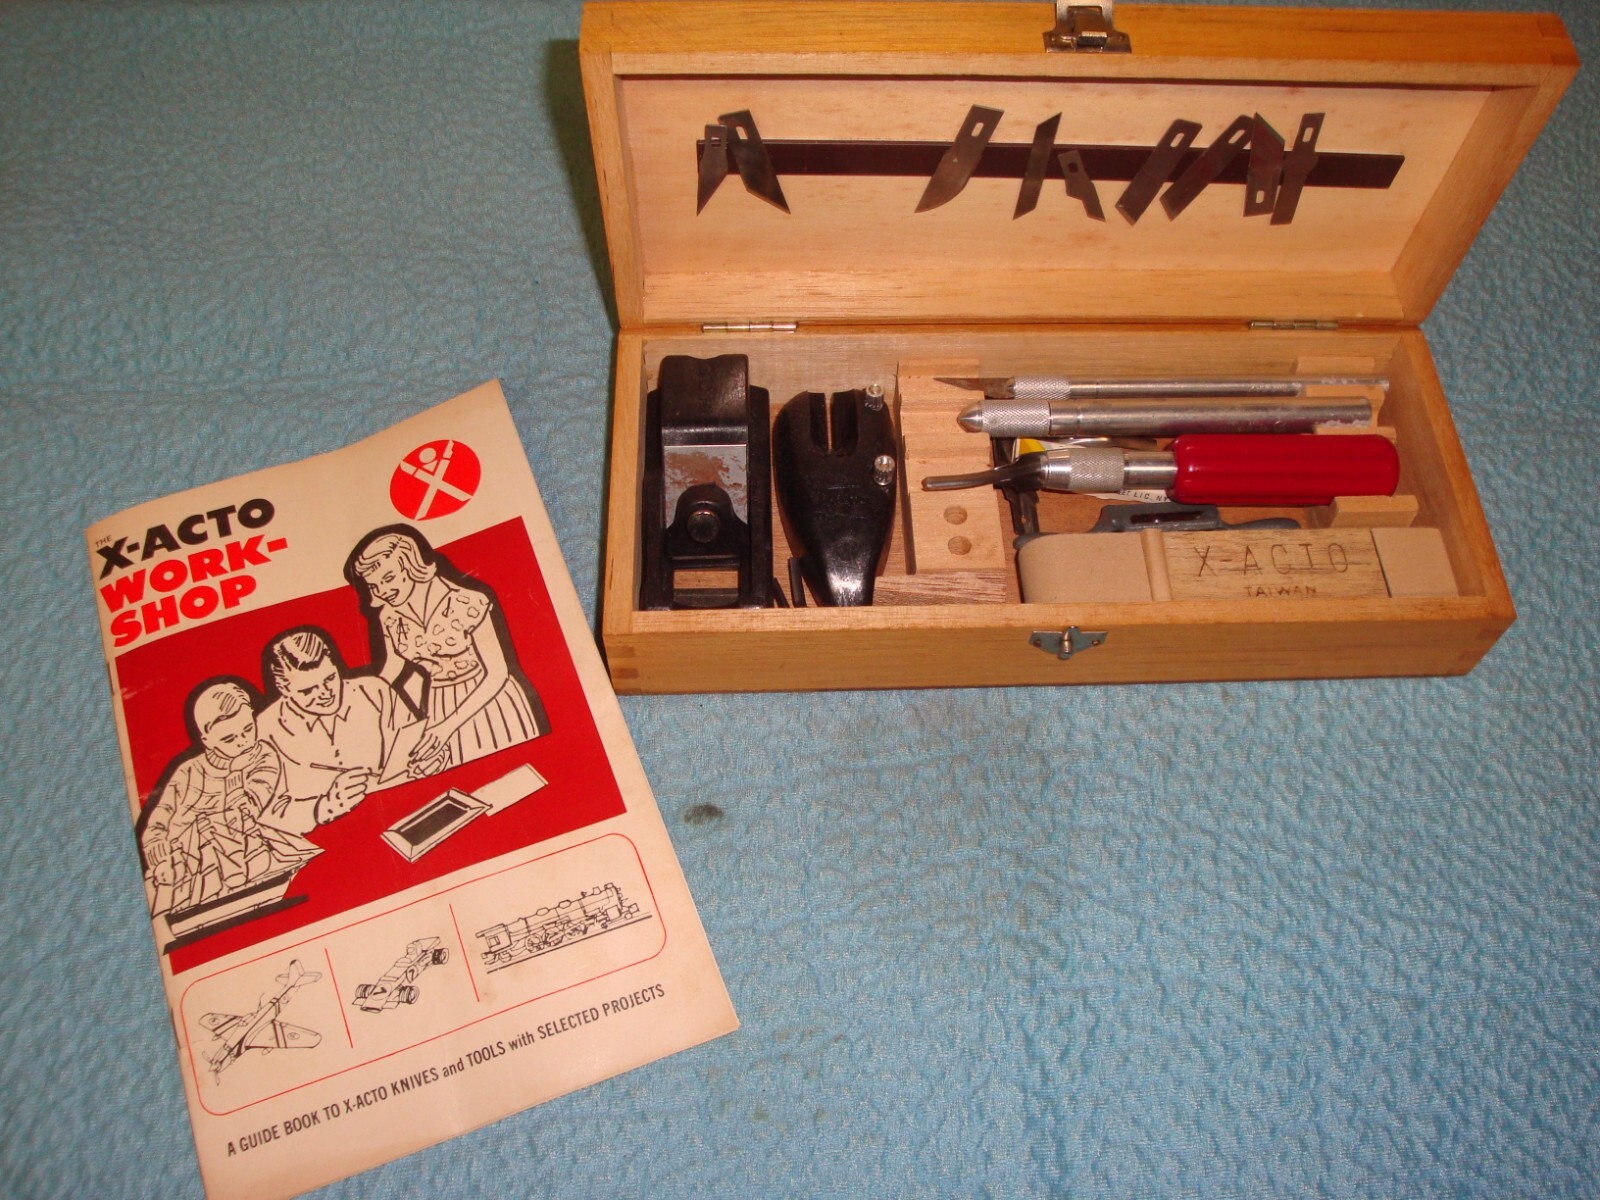 THE
X-ACTO
WORK-
SHOP
A GUIDE BOOK TO X-ACTO KNIVES and TOOLS with SELECTED PROJECTS
X-ACTO
TAIWAN